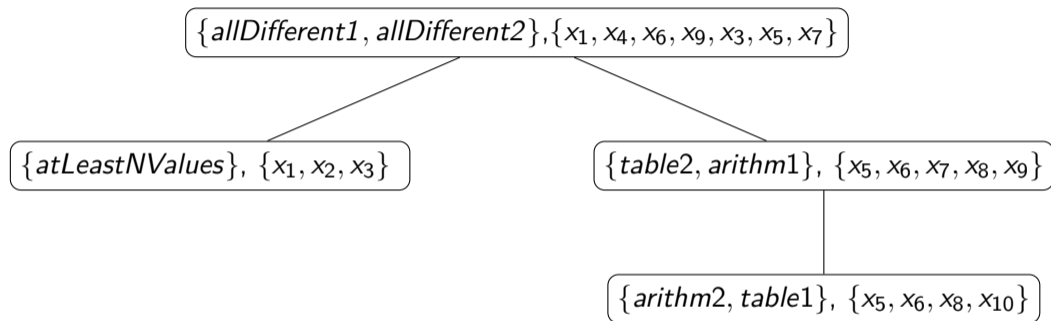 {allDifferent1, allDifferent2},{x₁, x₄, x₆, x₉, x₃, x₅, x₇}
{atLeastNValues}, {x₁, x₂, x₃}
{table2, arithm1}, {x₅, x₆, x₇, x₈, x₉}
{arithm2, table1}, {x₅, x₆, x₈, x₁₀}